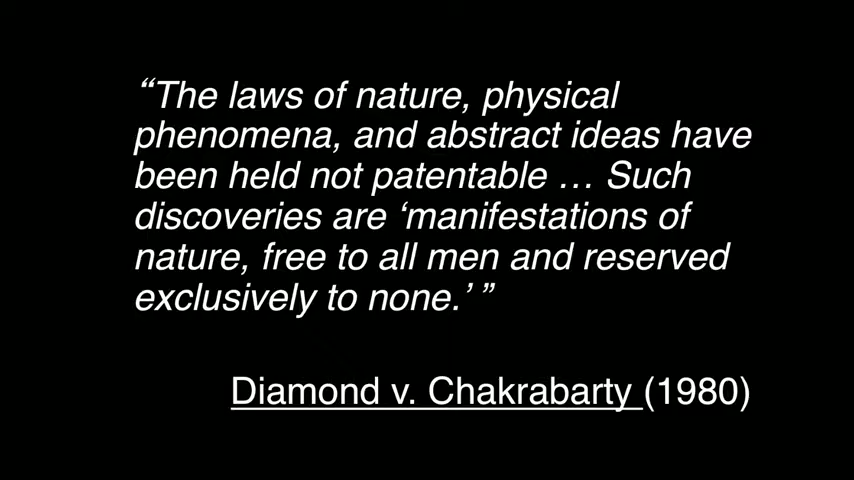 “The laws of nature, physical
phenomena, and abstract ideas have
been held not patentable … Such
discoveries are ‘manifestations of
nature, free to all men and reserved
exclusively to none.’ ”
Diamond v. Chakrabarty (1980)